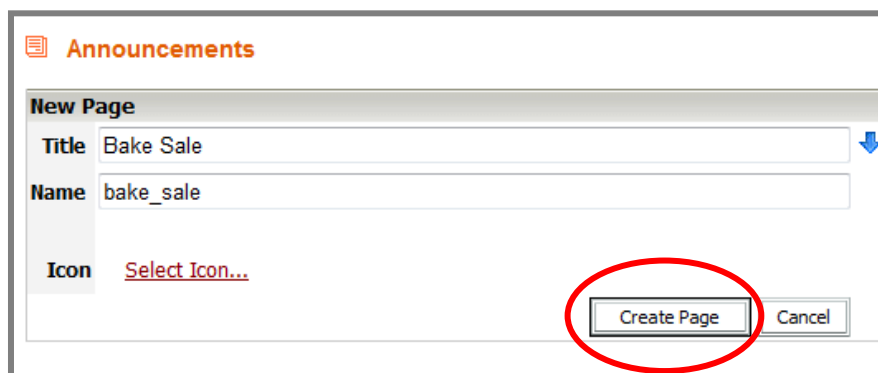 Announcements
New Page
Title Bake Sale
Name bake_sale
Icon Select Icon...
Create Page Cancel